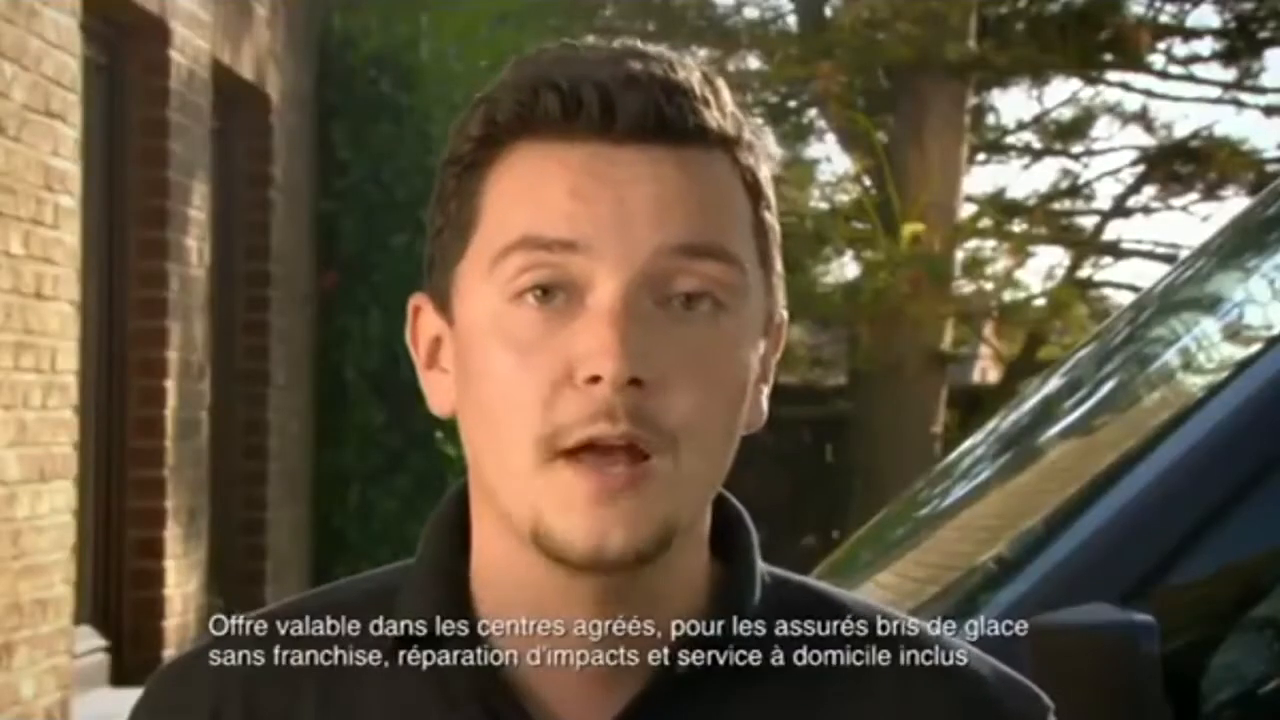 Offre valable dans les centres agréés, pour les assurés bris de glace
sans franchise, réparation d'impacts et service à domicile inclus